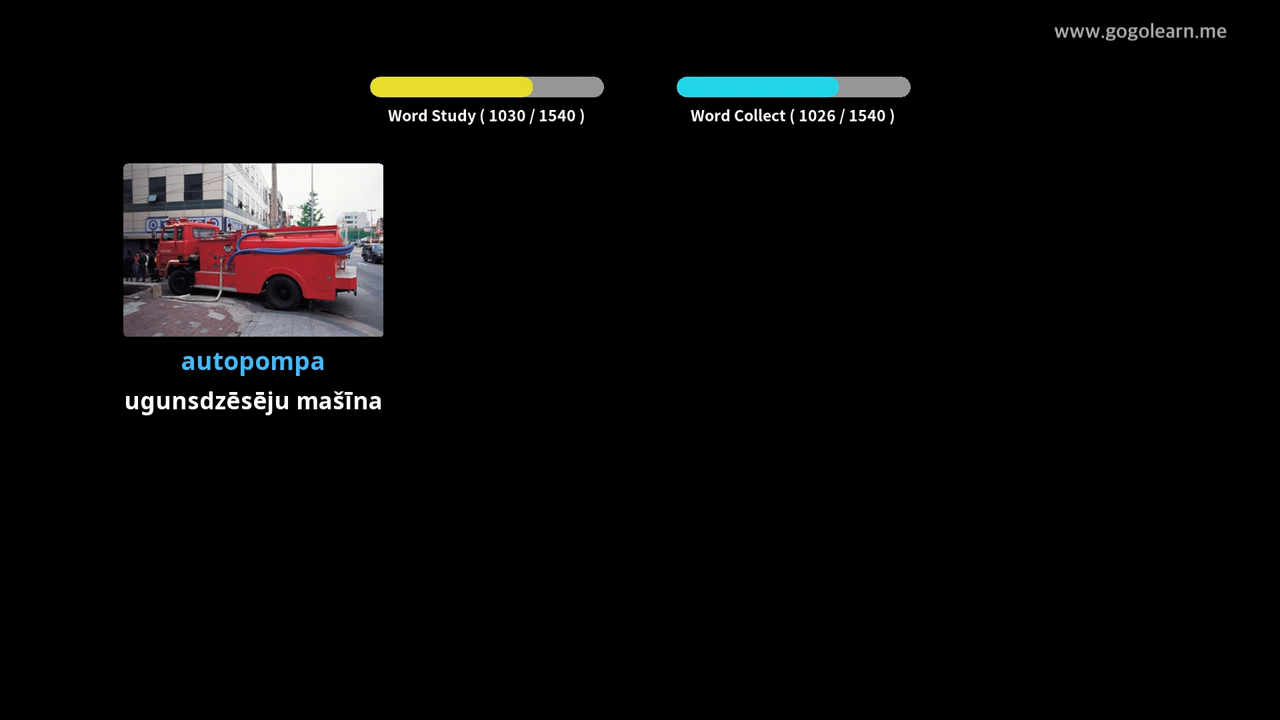 www.gogolearn.me
Word Study ( 1030 / 1540 )
Word Collect ( 1026 / 1540 )
autopompa
ugunsdzēsēju mašīna